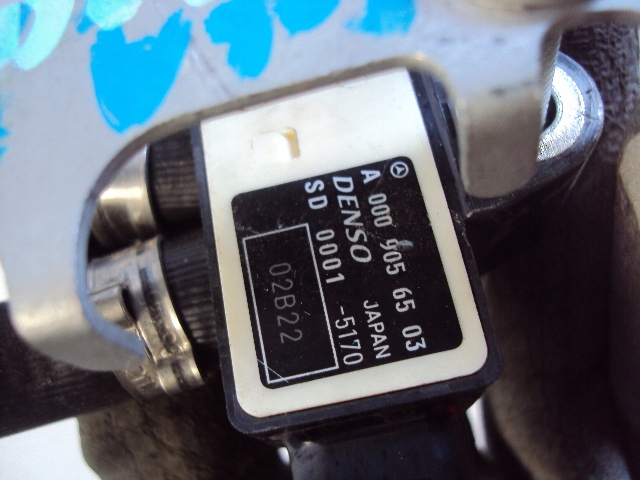 A 000 905 65 03
DENSO JAPAN
SD 0001 -5170
02B22